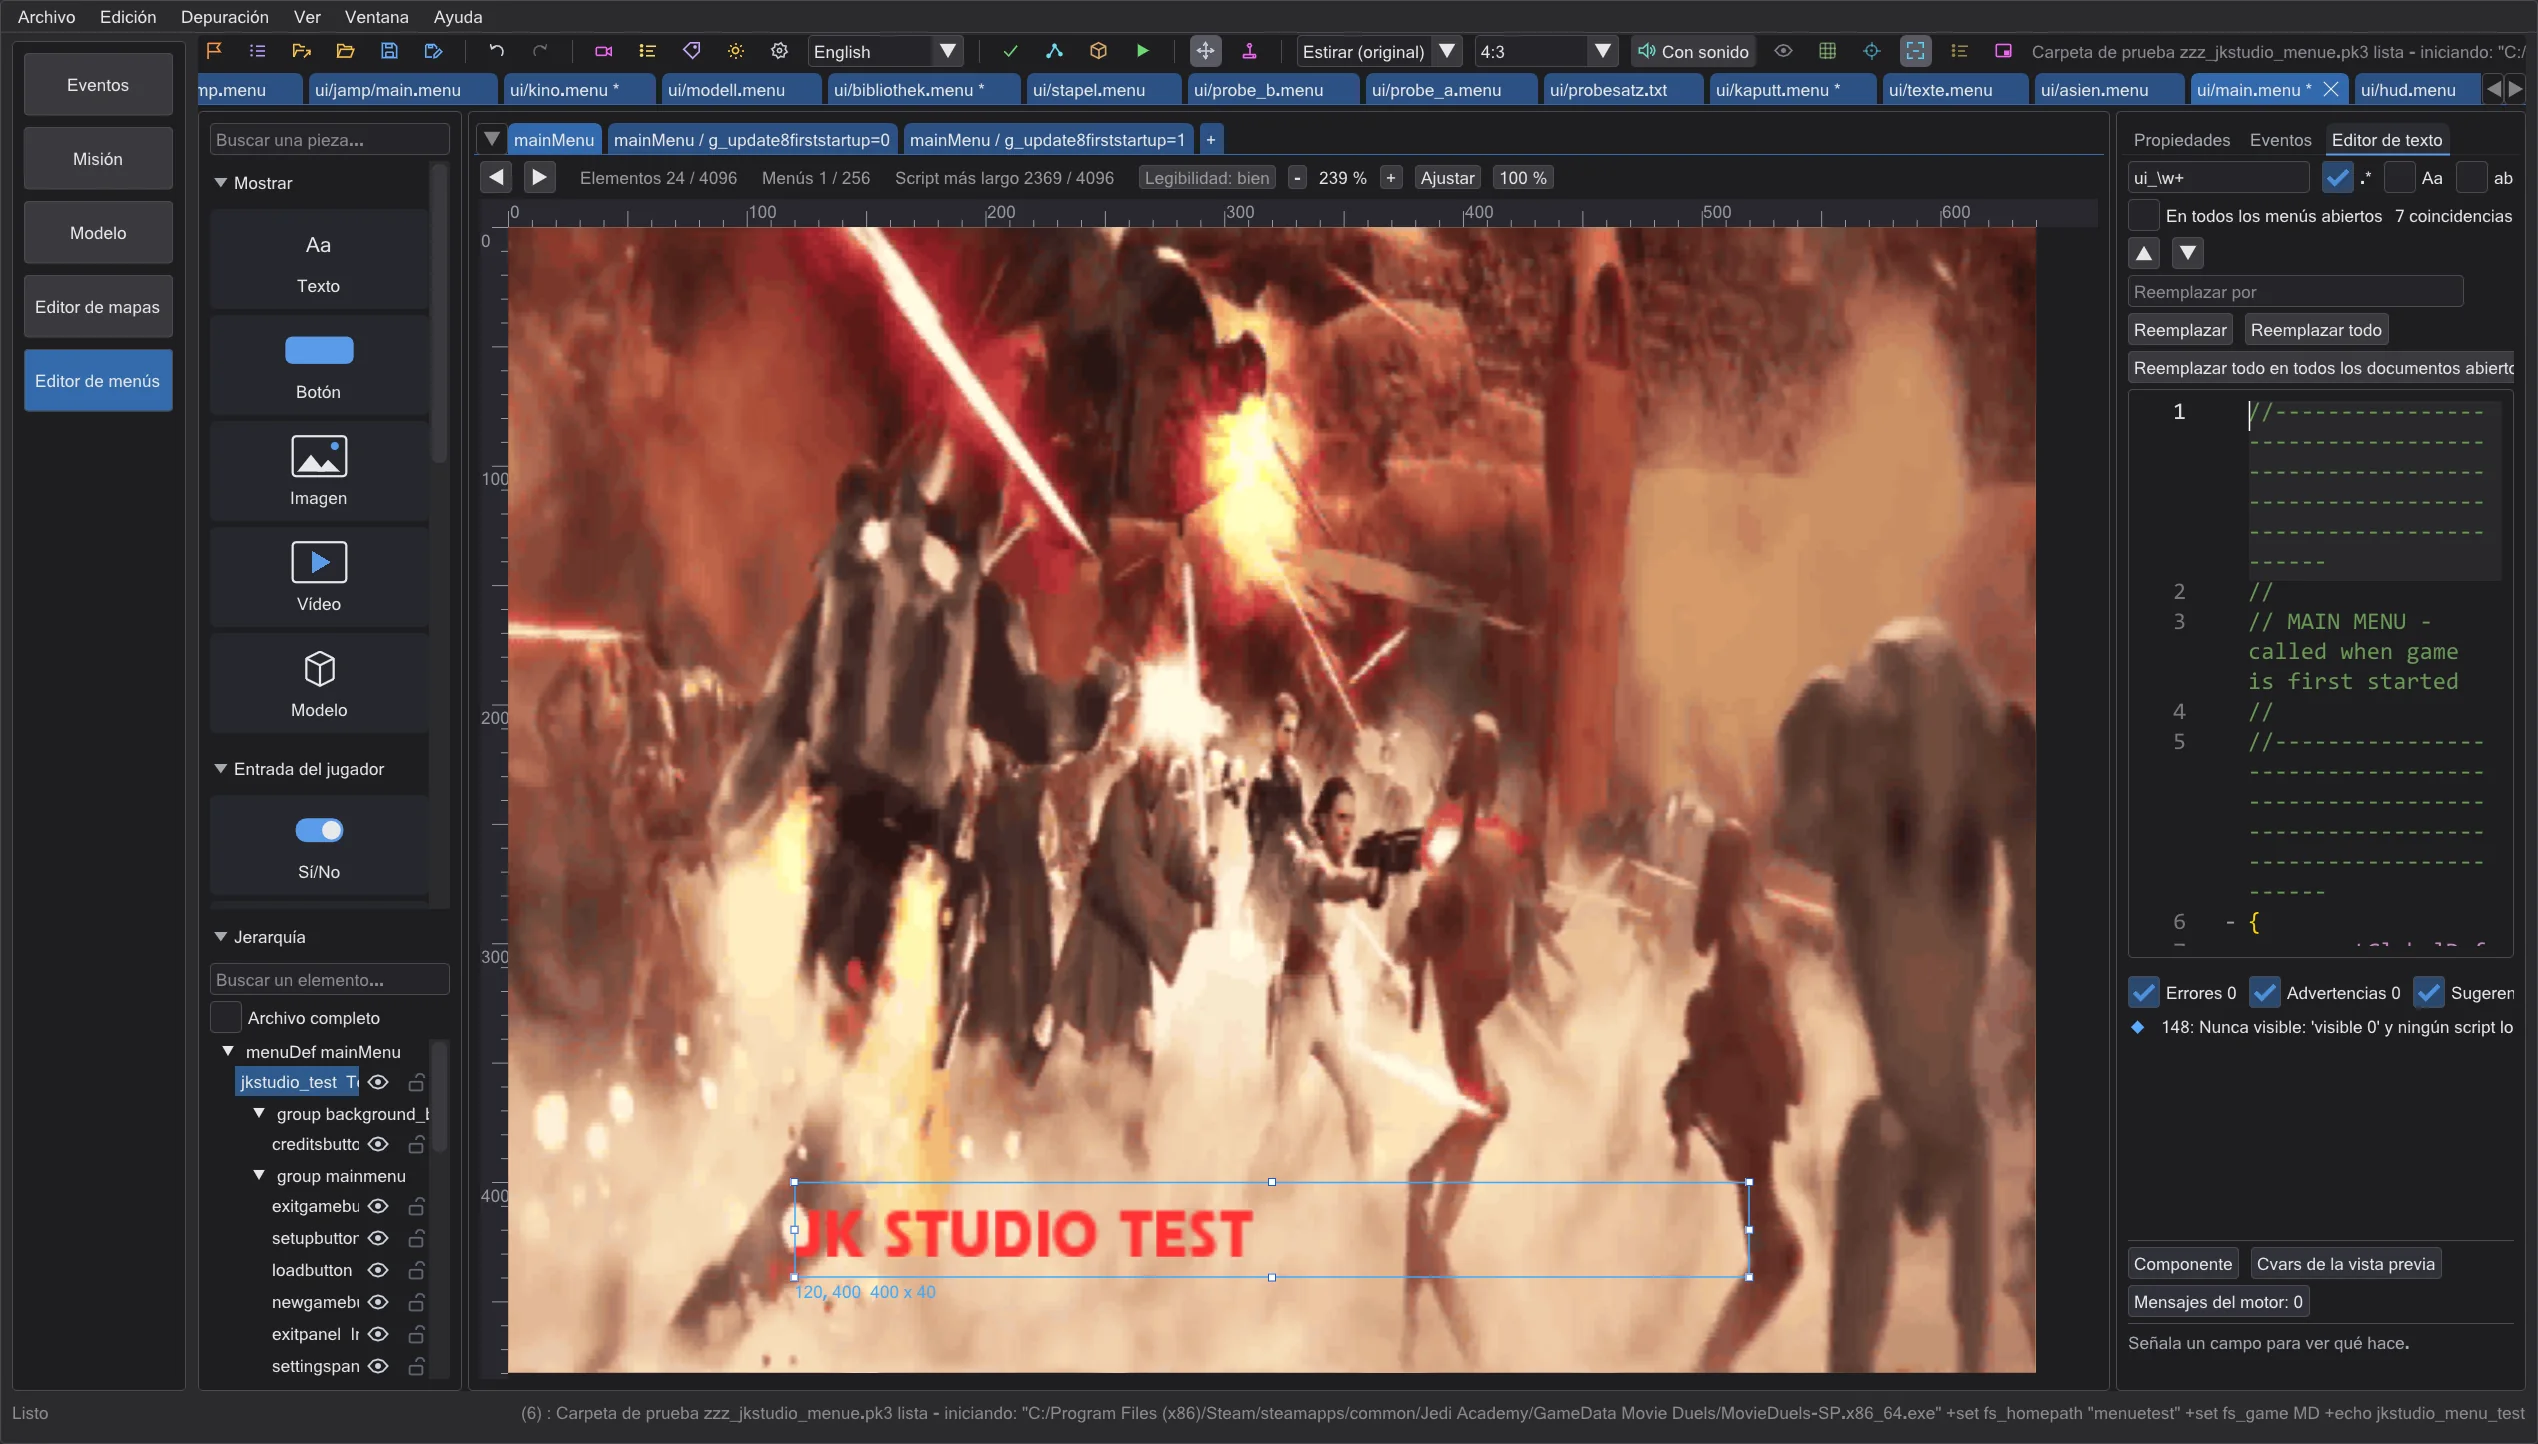 Archivo Edición Depuración Ver Ventana Ayuda
English
Estirar (original)
4:3
Con sonido
Carpeta de prueba zzz_jkstudio_menue.pk3 lista - iniciando: "C:/
mp.menu
ui/jamp/main.menu
ui/kino.menu *
ui/modell.menu
ui/bibliothek.menu *
ui/stapel.menu
ui/probe_b.menu
ui/probe_a.menu
ui/probesatz.txt
ui/kaputt.menu *
ui/texte.menu
ui/asien.menu
ui/main.menu *
ui/hud.menu
Eventos
Misión
Modelo
Editor de mapas
Editor de menús
Buscar una pieza...
Mostrar
Aa
Texto
Botón
Imagen
Vídeo
Modelo
Entrada del jugador
Sí/No
Jerarquía
Buscar un elemento...
Archivo completo
menuDef mainMenu
jkstudio_test
group background_b
creditsbutto
group mainmenu
exitgamebu
setupbutton
loadbutton
newgamebu
exitpanel
settingspan
mainMenu
mainMenu / g_update8firststartup=0
mainMenu / g_update8firststartup=1
+
Elementos 24 / 4096
Menús 1 / 256
Script más largo 2369 / 4096
Legibilidad: bien
-
239 %
+
Ajustar
100 %
0 100 200 300 400 500 600
0
100
200
300
400
JK STUDIO TEST
120, 400 400 x 40
Propiedades Eventos Editor de texto
ui_\w+
.*
Aa
ab
En todos los menús abiertos 7 coincidencias
Reemplazar por
Reemplazar
Reemplazar todo
Reemplazar todo en todos los documentos abierto
1 //----------------
------------------
------------------
------------------
------------------
------
2 //
3 // MAIN MENU -
called when game
is first started
4 //
5 //----------------
------------------
------------------
------------------
------------------
------
6 - {
Errores 0
Advertencias 0
Sugeren
148: Nunca visible: 'visible 0' y ningún script lo
Componente
Cvars de la vista previa
Mensajes del motor: 0
Señala un campo para ver qué hace.
Listo
(6) : Carpeta de prueba zzz_jkstudio_menue.pk3 lista - iniciando: "C:/Program Files (x86)/Steam/steamapps/common/Jedi Academy/GameData Movie Duels/MovieDuels-SP.x86_64.exe" +set fs_homepath "menuetest" +set fs_game MD +echo jkstudio_menu_test